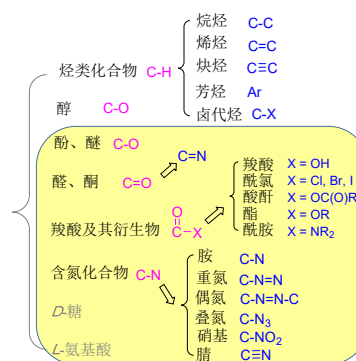 烷烃 C-C
烯烃 C=C
烃类化合物 C-H
炔烃 C≡C
芳烃 Ar
醇 C-O
卤代烃 C-X
酚、醚 C-O
C=N
醛、酮 C=O
羧酸 X = OH
酰氯 X = Cl, Br, I
酸酐 X = OC(O)R
酯 X = OR
酰胺 X = NR₂
羧酸及其衍生物 O
C-X
胺 C-N
含氮化合物 C-N
重氮 C-N=N
偶氮 C-N=N-C
D-糖
叠氮 C-N₃
硝基 C-NO₂
L-氨基酸
腈 C≡N